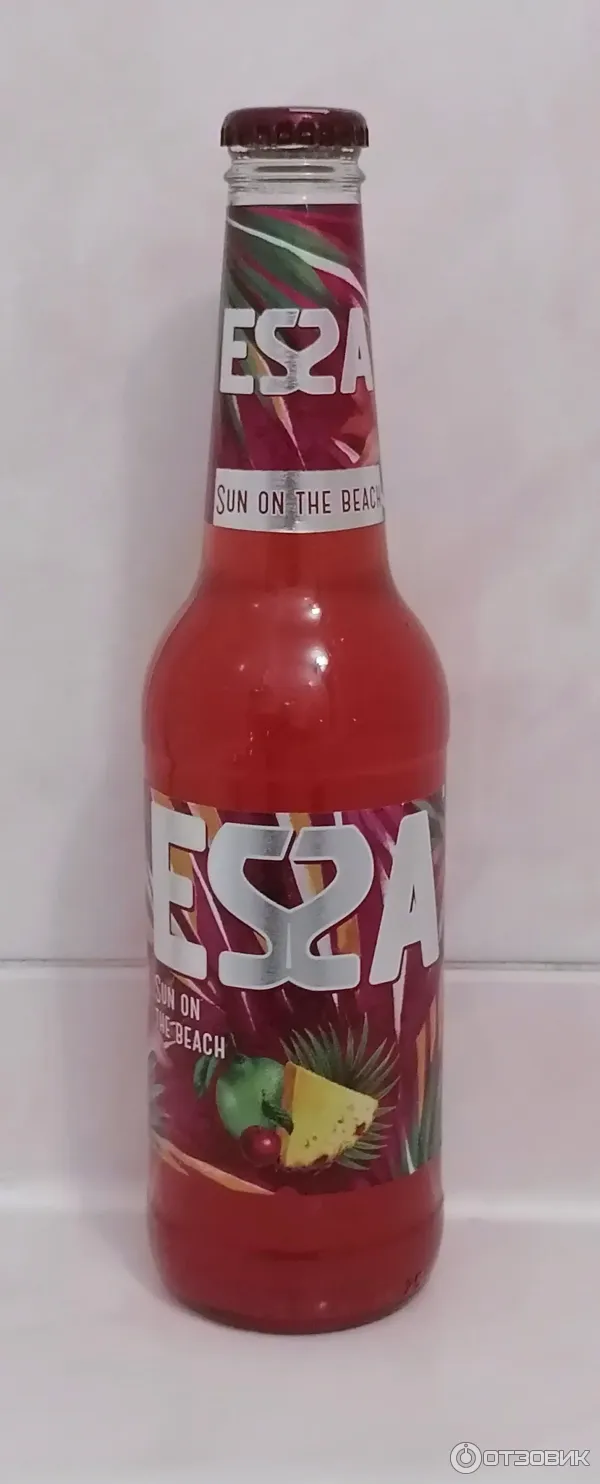 ESSA
SUN ON THE BEACH
ESSA
SUN ON
THE BEACH
ОТЗОВИК